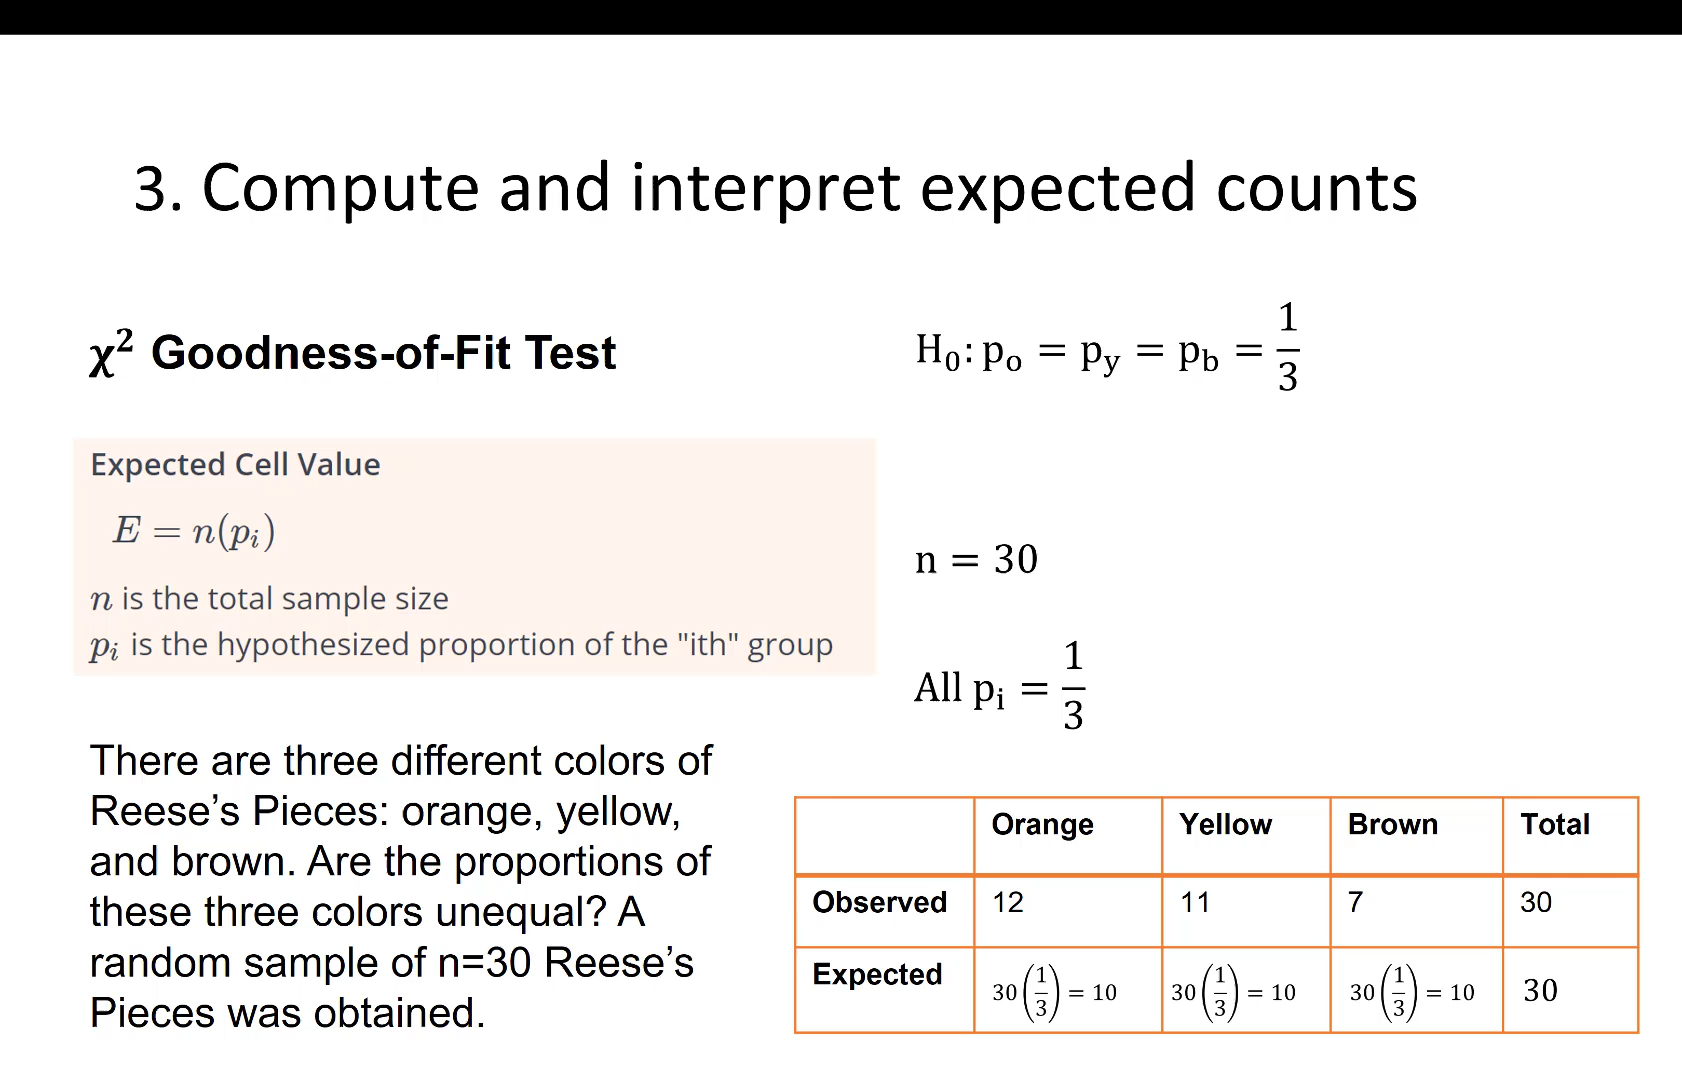 3. Compute and interpret expected counts
χ² Goodness-of-Fit Test
H₀: pₒ = p_y = p_b = 1/3
Expected Cell Value
E = n(pᵢ)
n is the total sample size
pᵢ is the hypothesized proportion of the "ith" group
n = 30
All pᵢ = 1/3
There are three different colors of
Reese’s Pieces: orange, yellow,
and brown. Are the proportions of
these three colors unequal? A
random sample of n=30 Reese’s
Pieces was obtained.
Orange Yellow Brown Total
Observed 12 11 7 30
Expected 30(1/3) = 10 30(1/3) = 10 30(1/3) = 10 30